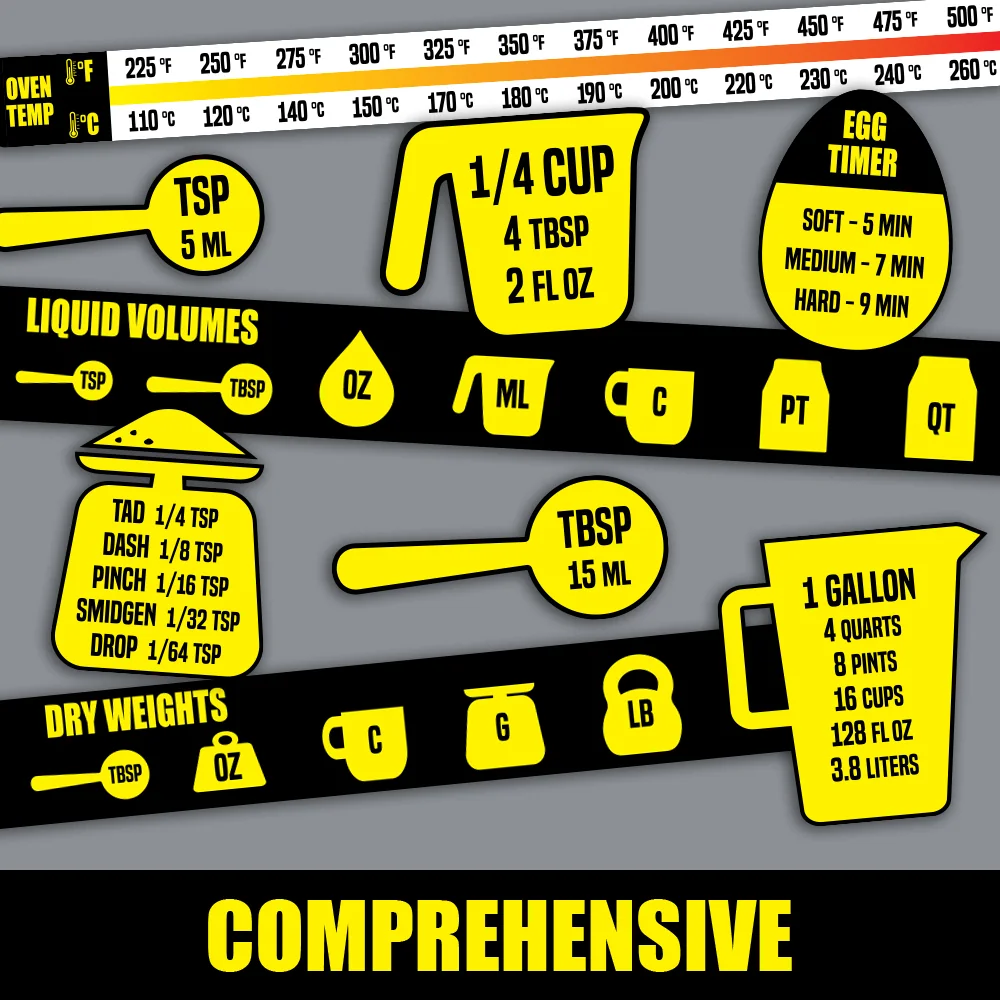 OVEN TEMP °F 225 °F 250 °F 275 °F 300 °F 325 °F 350 °F 375 °F 400 °F 425 °F 450 °F 475 °F 500 °F
°C 110 °C 120 °C 140 °C 150 °C 170 °C 180 °C 190 °C 200 °C 220 °C 230 °C 240 °C 260 °C
TSP
5 ML
1/4 CUP
4 TBSP
2 FL OZ
EGG
TIMER
SOFT - 5 MIN
MEDIUM - 7 MIN
HARD - 9 MIN
LIQUID VOLUMES
TSP TBSP OZ ML C PT QT
TAD 1/4 TSP
DASH 1/8 TSP
PINCH 1/16 TSP
SMIDGEN 1/32 TSP
DROP 1/64 TSP
TBSP
15 ML
1 GALLON
4 QUARTS
8 PINTS
16 CUPS
128 FL OZ
3.8 LITERS
DRY WEIGHTS
TBSP OZ C G LB
COMPREHENSIVE